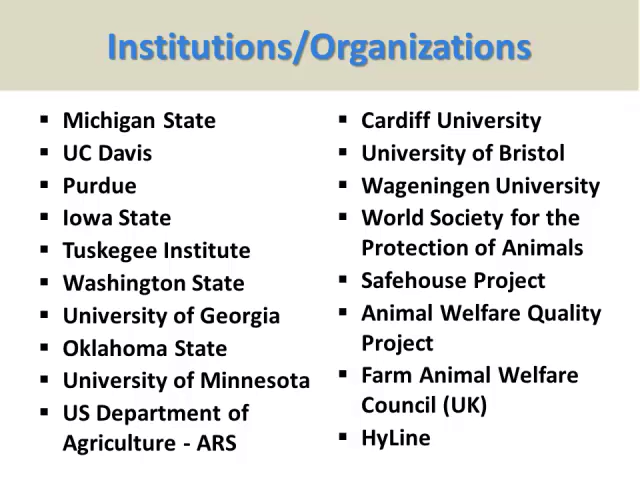 Institutions/Organizations
▪ Michigan State
▪ UC Davis
▪ Purdue
▪ Iowa State
▪ Tuskegee Institute
▪ Washington State
▪ University of Georgia
▪ Oklahoma State
▪ University of Minnesota
▪ US Department of
Agriculture - ARS
▪ Cardiff University
▪ University of Bristol
▪ Wageningen University
▪ World Society for the
Protection of Animals
▪ Safehouse Project
▪ Animal Welfare Quality
Project
▪ Farm Animal Welfare
Council (UK)
▪ HyLine